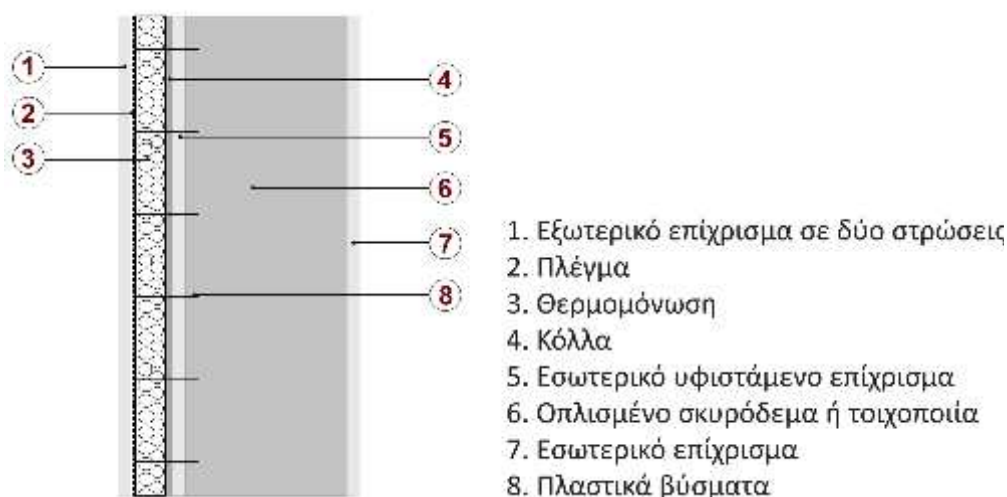 1
2
3
4
5
6
7
8
1. Εξωτερικό επίχρισμα σε δύο στρώσεις
2. Πλέγμα
3. Θερμομόνωση
4. Κόλλα
5. Εσωτερικό υφιστάμενο επίχρισμα
6. Οπλισμένο σκυρόδεμα ή τοιχοποιία
7. Εσωτερικό επίχρισμα
8. Πλαστικά βύσματα